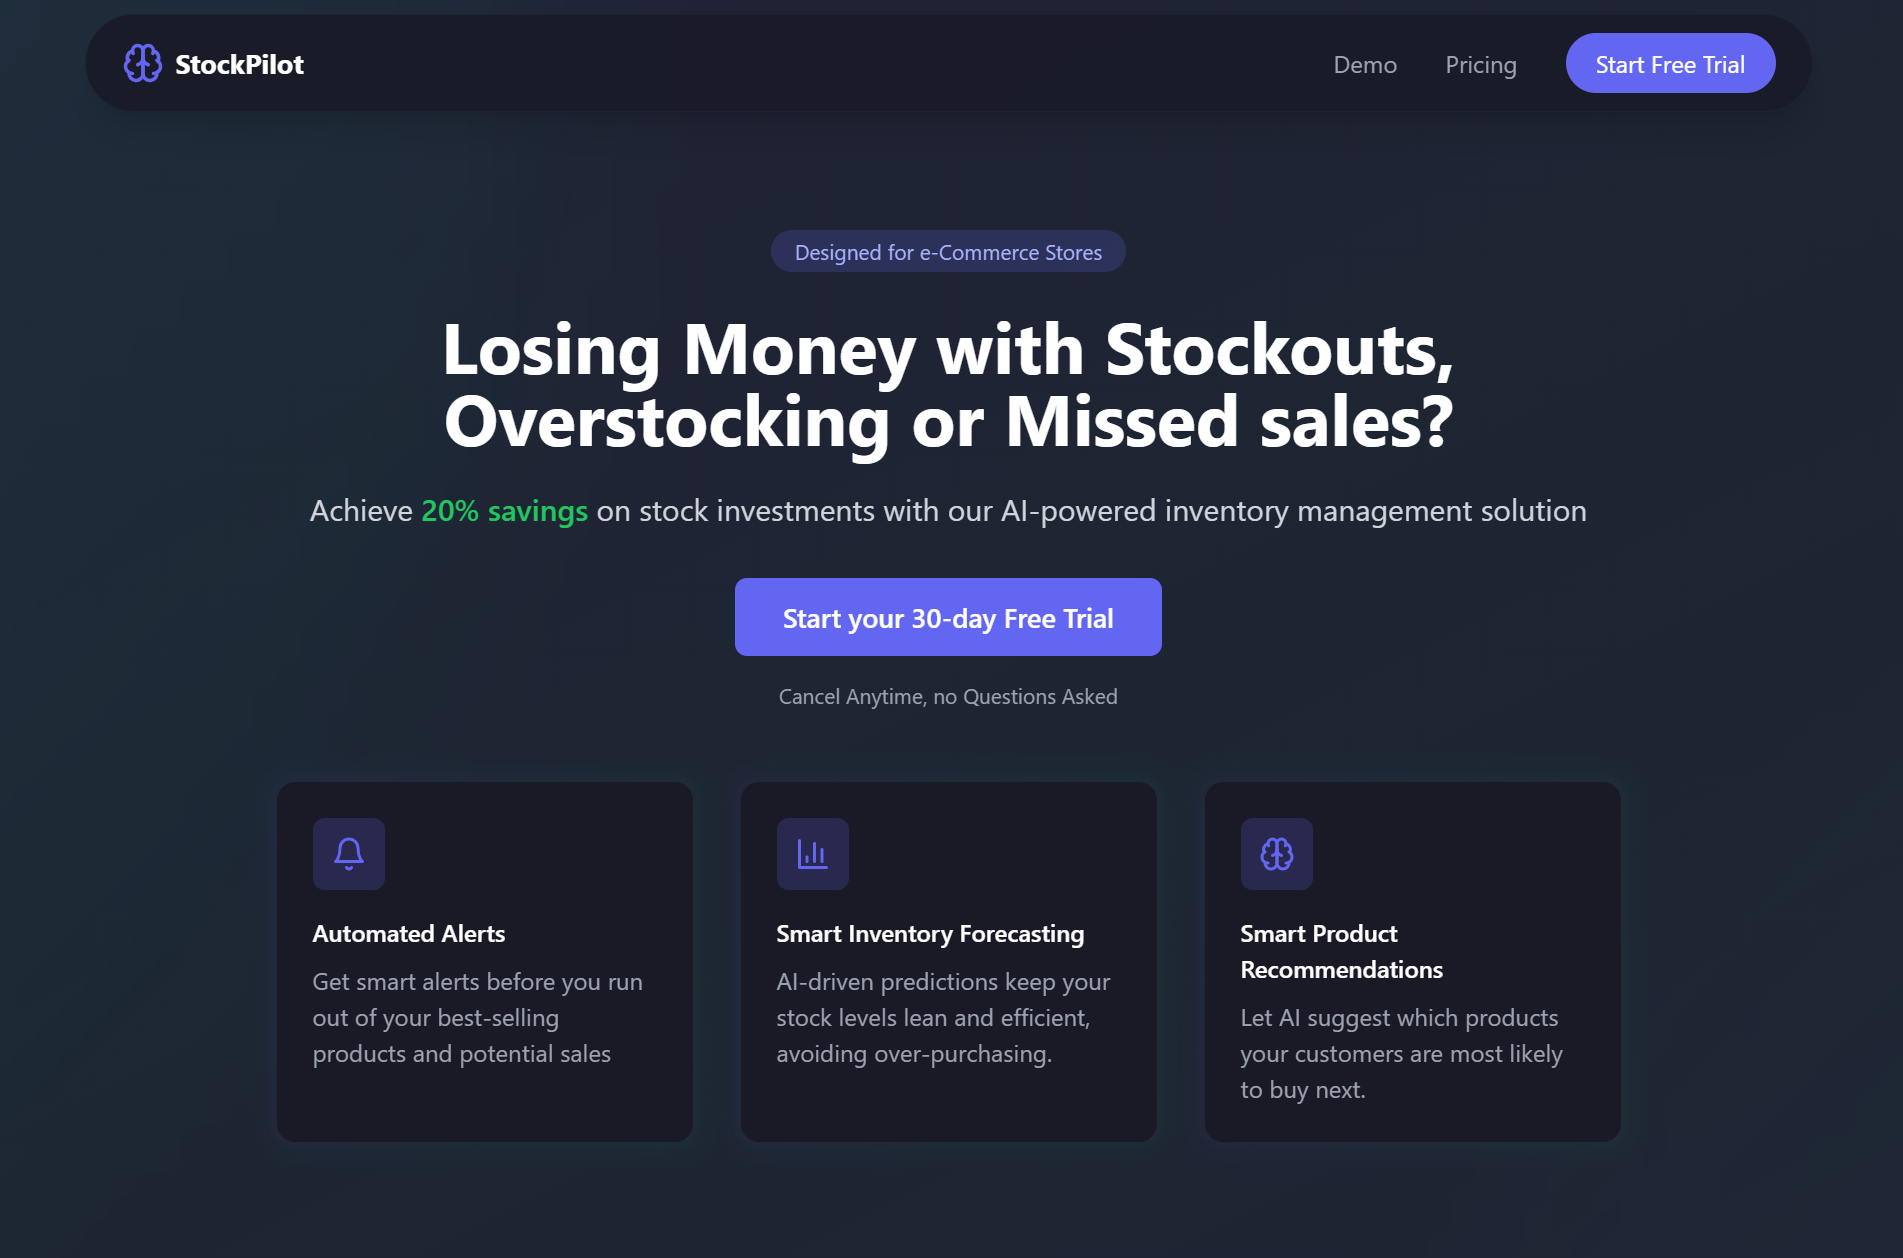 StockPilot
Demo
Pricing
Start Free Trial
Designed for e-Commerce Stores
Losing Money with Stockouts,
Overstocking or Missed sales?
Achieve 20% savings on stock investments with our AI-powered inventory management solution
Start your 30-day Free Trial
Cancel Anytime, no Questions Asked
Automated Alerts
Get smart alerts before you run
out of your best-selling
products and potential sales
Smart Inventory Forecasting
AI-driven predictions keep your
stock levels lean and efficient,
avoiding over-purchasing.
Smart Product
Recommendations
Let AI suggest which products
your customers are most likely
to buy next.